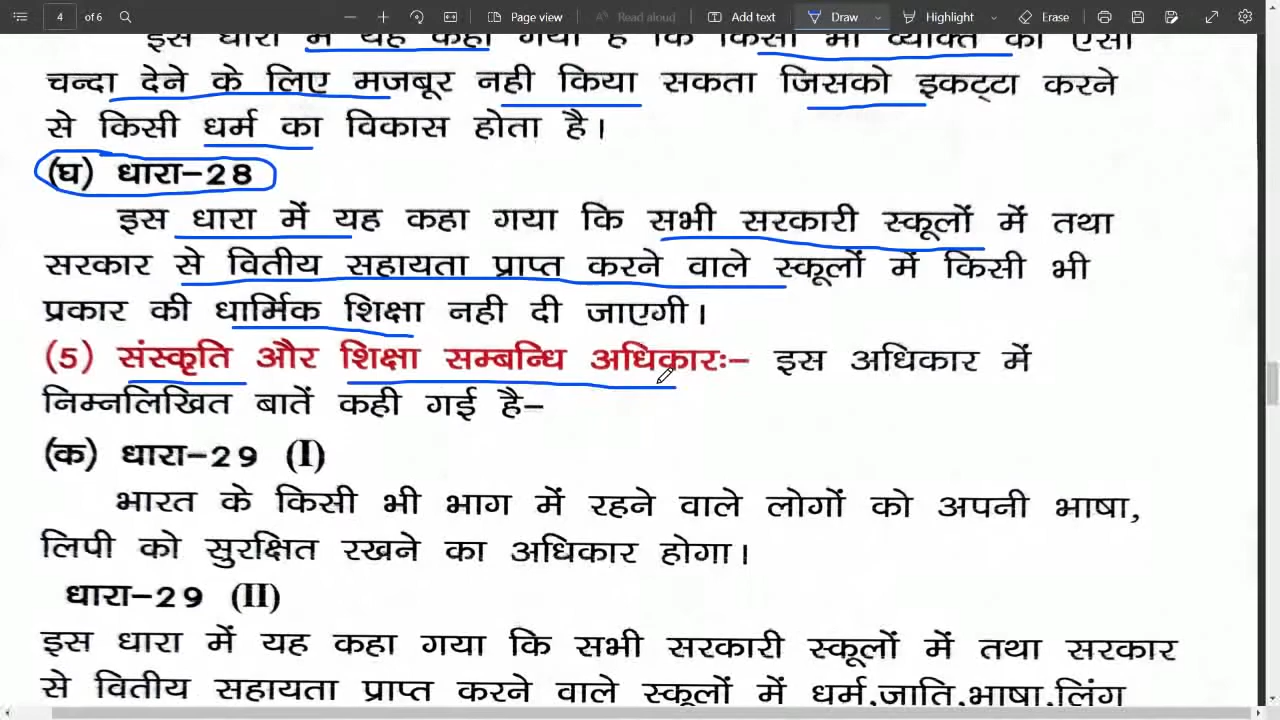 4 of 6 Page view Read aloud Add text Draw Highlight Erase
इस धारा में यह कहा गया है कि किसी भी व्यक्ति को ऐसा
चन्दा देने के लिए मजबूर नही किया सकता जिसको इकट्टा करने
से किसी धर्म का विकास होता है।
(घ) धारा–28
इस धारा में यह कहा गया कि सभी सरकारी स्कूलों में तथा
सरकार से वितीय सहायता प्राप्त करने वाले स्कूलों में किसी भी
प्रकार की धार्मिक शिक्षा नही दी जाएगी।
(5) संस्कृति और शिक्षा सम्बन्धि अधिकारः– इस अधिकार में
निम्नलिखित बातें कही गई है–
(क) धारा–29 (I)
भारत के किसी भी भाग में रहने वाले लोगों को अपनी भाषा,
लिपी को सुरक्षित रखने का अधिकार होगा।
धारा–29 (II)
इस धारा में यह कहा गया कि सभी सरकारी स्कूलों में तथा सरकार
से वितीय सहायता प्राप्त करने वाले स्कूलों में धर्म,जाति,भाषा,लिंग